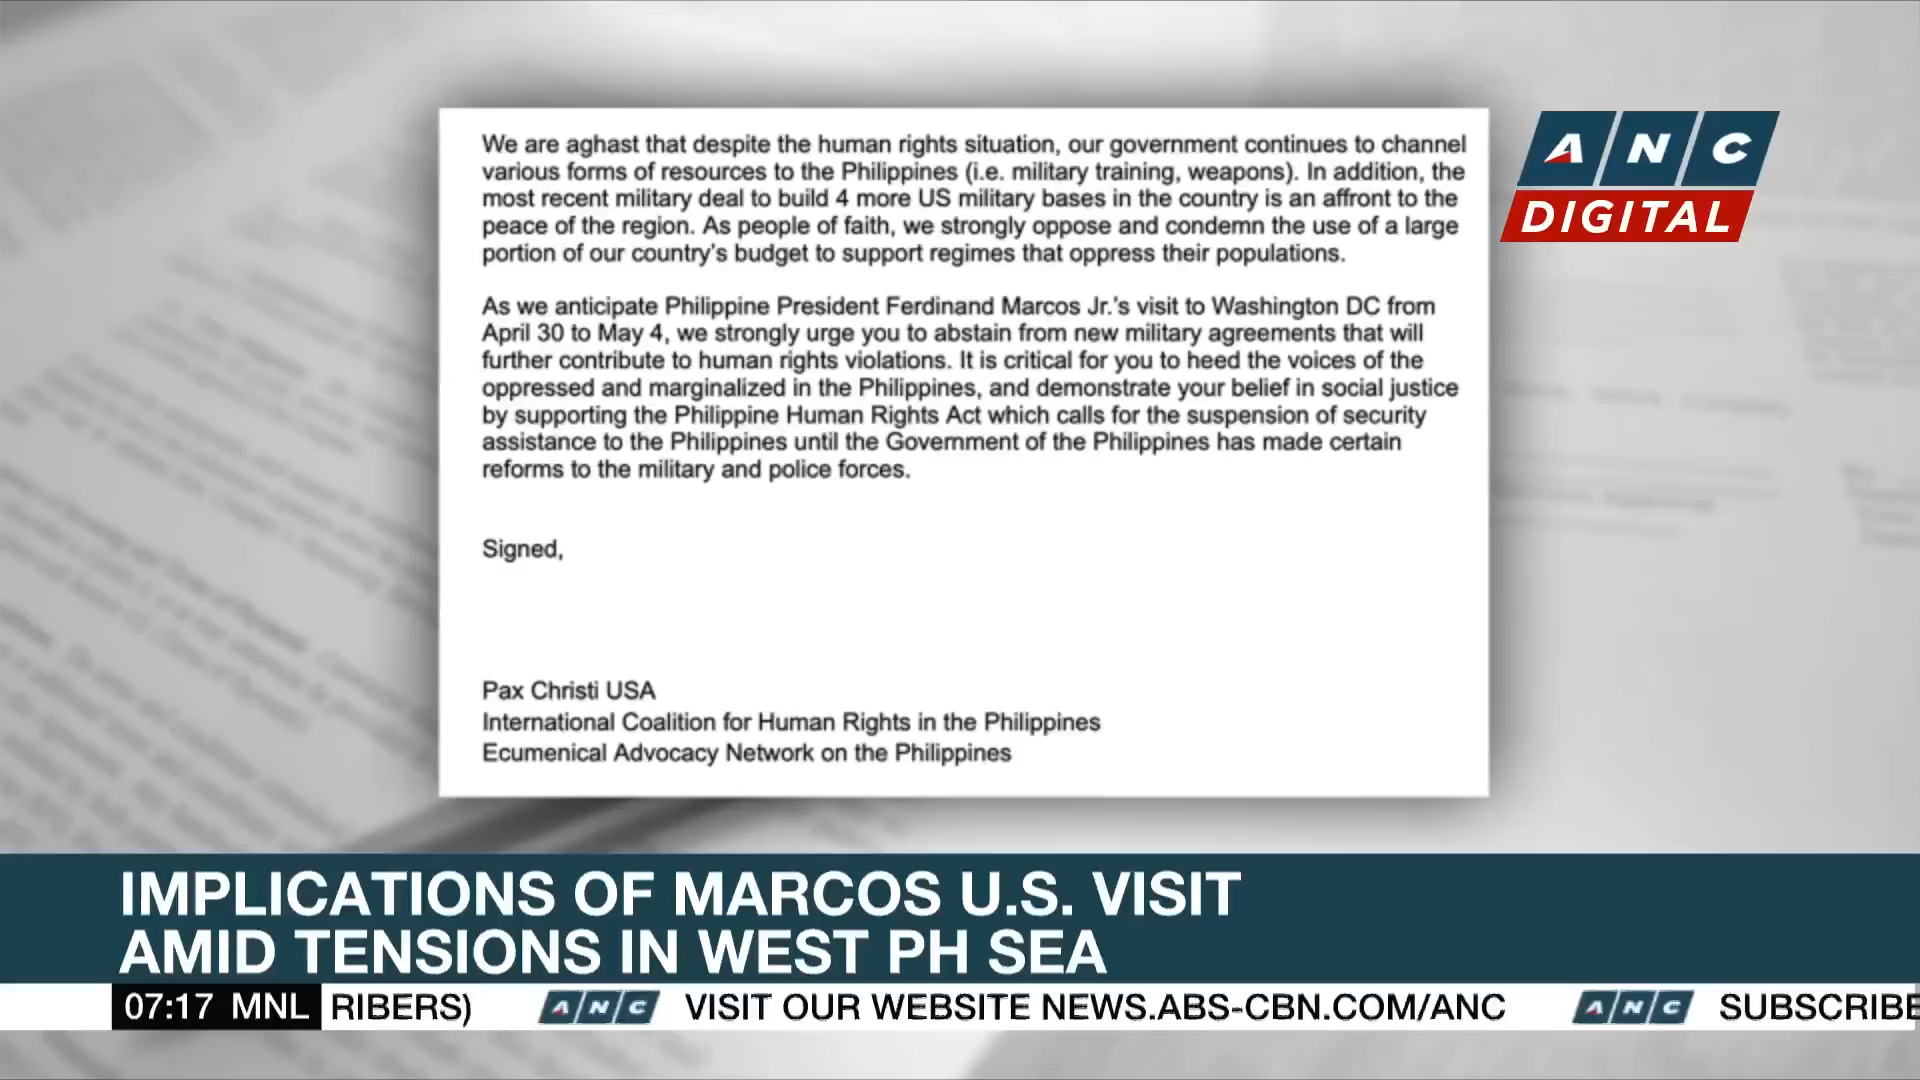 We are aghast that despite the human rights situation, our government continues to channel
various forms of resources to the Philippines (i.e. military training, weapons). In addition, the
most recent military deal to build 4 more US military bases in the country is an affront to the
peace of the region. As people of faith, we strongly oppose and condemn the use of a large
portion of our country's budget to support regimes that oppress their populations.
As we anticipate Philippine President Ferdinand Marcos Jr.'s visit to Washington DC from
April 30 to May 4, we strongly urge you to abstain from new military agreements that will
further contribute to human rights violations. It is critical for you to heed the voices of the
oppressed and marginalized in the Philippines, and demonstrate your belief in social justice
by supporting the Philippine Human Rights Act which calls for the suspension of security
assistance to the Philippines until the Government of the Philippines has made certain
reforms to the military and police forces.
Signed,
Pax Christi USA
International Coalition for Human Rights in the Philippines
Ecumenical Advocacy Network on the Philippines
ANC
DIGITAL
IMPLICATIONS OF MARCOS U.S. VISIT
AMID TENSIONS IN WEST PH SEA
07:17 MNL RIBERS) ANC VISIT OUR WEBSITE NEWS.ABS-CBN.COM/ANC ANC SUBSCRIBE